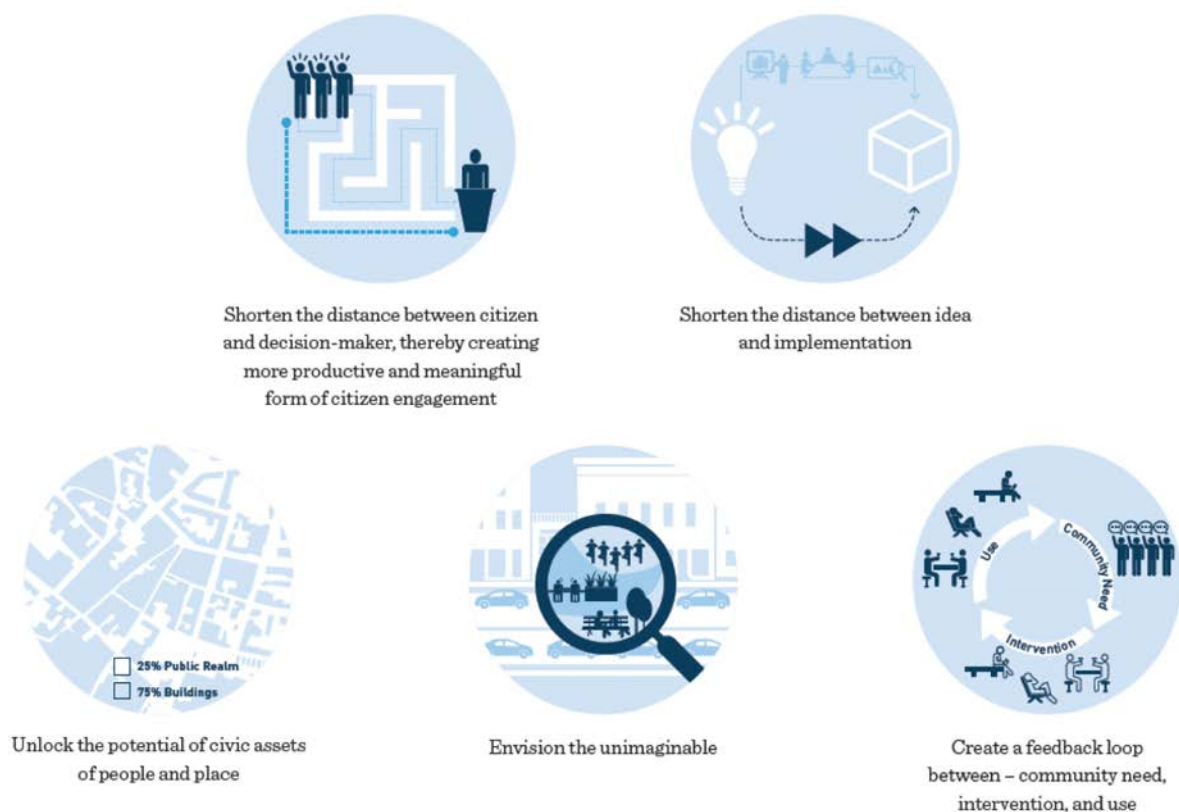 Shorten the distance between citizen
and decision-maker, thereby creating
more productive and meaningful
form of citizen engagement
Shorten the distance between idea
and implementation
25% Public Realm
75% Buildings
Unlock the potential of civic assets
of people and place
Envision the unimaginable
Use
Community Need
Intervention
Create a feedback loop
between – community need,
intervention, and use